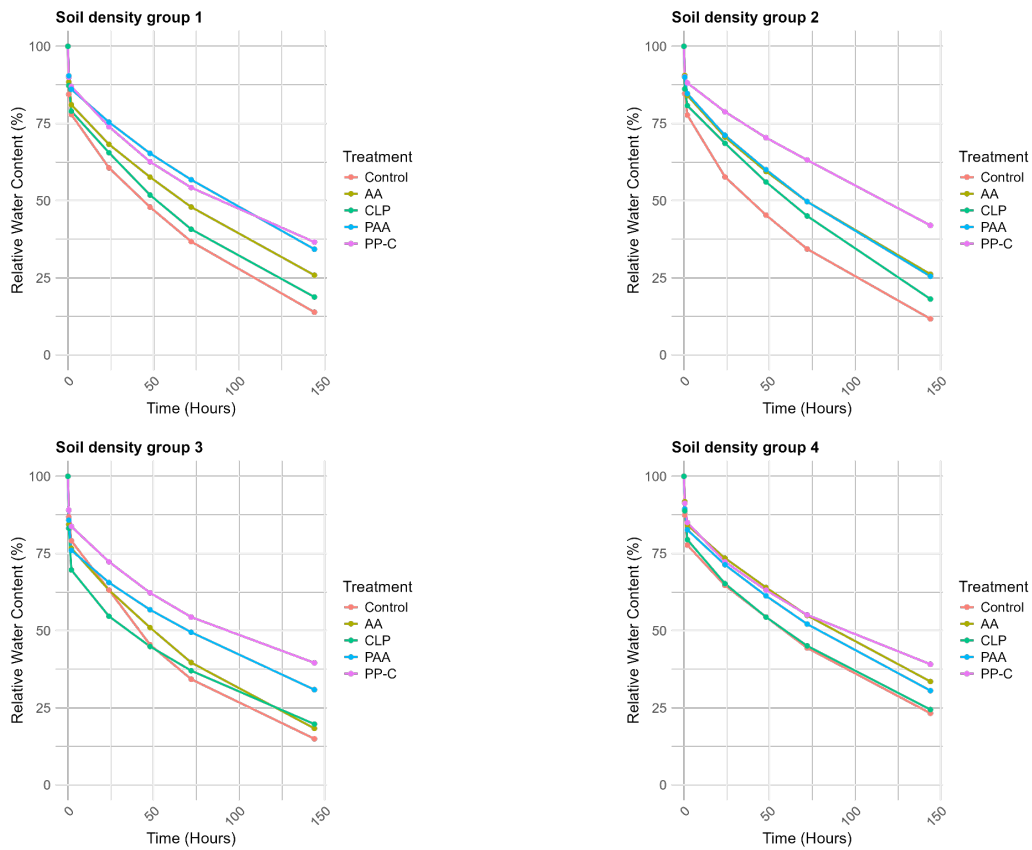 Soil density group 1
Relative Water Content (%)
100
75
50
25
0
0
50
100
150
Time (Hours)
Treatment
Control
AA
CLP
PAA
PP-C
Soil density group 2
Relative Water Content (%)
100
75
50
25
0
0
50
100
150
Time (Hours)
Treatment
Control
AA
CLP
PAA
PP-C
Soil density group 3
Relative Water Content (%)
100
75
50
25
0
0
50
100
150
Time (Hours)
Treatment
Control
AA
CLP
PAA
PP-C
Soil density group 4
Relative Water Content (%)
100
75
50
25
0
0
50
100
150
Time (Hours)
Treatment
Control
AA
CLP
PAA
PP-C